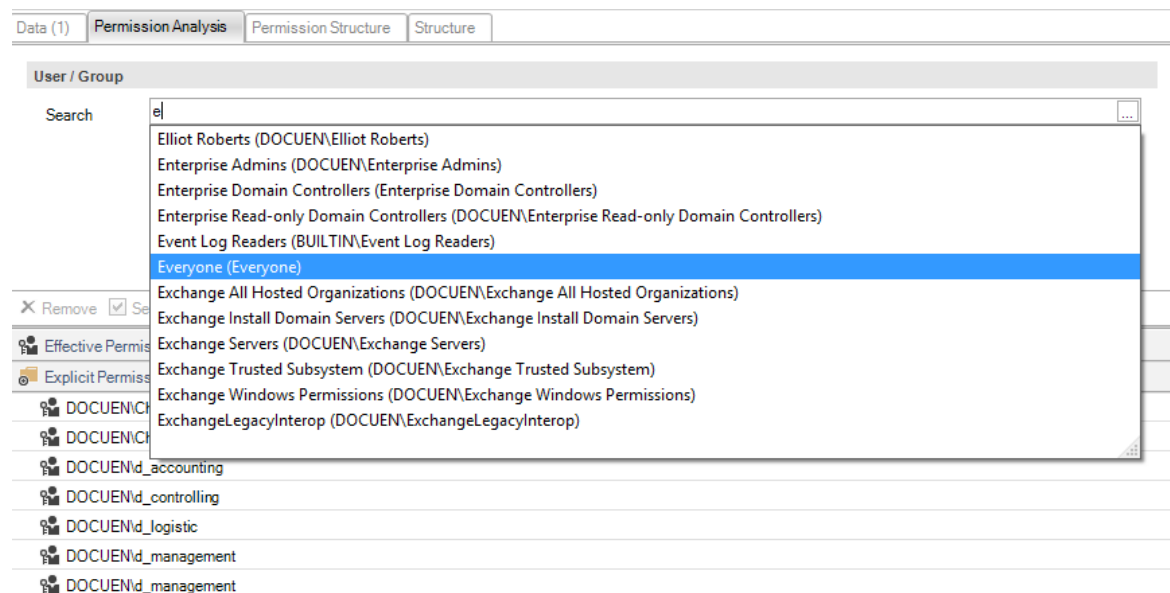 Data (1) Permission Analysis Permission Structure Structure
User / Group
Search e ...
Elliot Roberts (DOCUEN\Elliot Roberts)
Enterprise Admins (DOCUEN\Enterprise Admins)
Enterprise Domain Controllers (Enterprise Domain Controllers)
Enterprise Read-only Domain Controllers (DOCUEN\Enterprise Read-only Domain Controllers)
Event Log Readers (BUILTIN\Event Log Readers)
Everyone (Everyone)
Exchange All Hosted Organizations (DOCUEN\Exchange All Hosted Organizations)
Remove Se
Exchange Install Domain Servers (DOCUEN\Exchange Install Domain Servers)
Effective Permis Exchange Servers (DOCUEN\Exchange Servers)
Exchange Trusted Subsystem (DOCUEN\Exchange Trusted Subsystem)
Explicit Permiss
Exchange Windows Permissions (DOCUEN\Exchange Windows Permissions)
DOCUEN\Ch
ExchangeLegacyInterop (DOCUEN\ExchangeLegacyInterop)
DOCUEN\Ch
DOCUEN\d_accounting
DOCUEN\d_controlling
DOCUEN\d_logistic
DOCUEN\d_management
DOCUEN\d_management